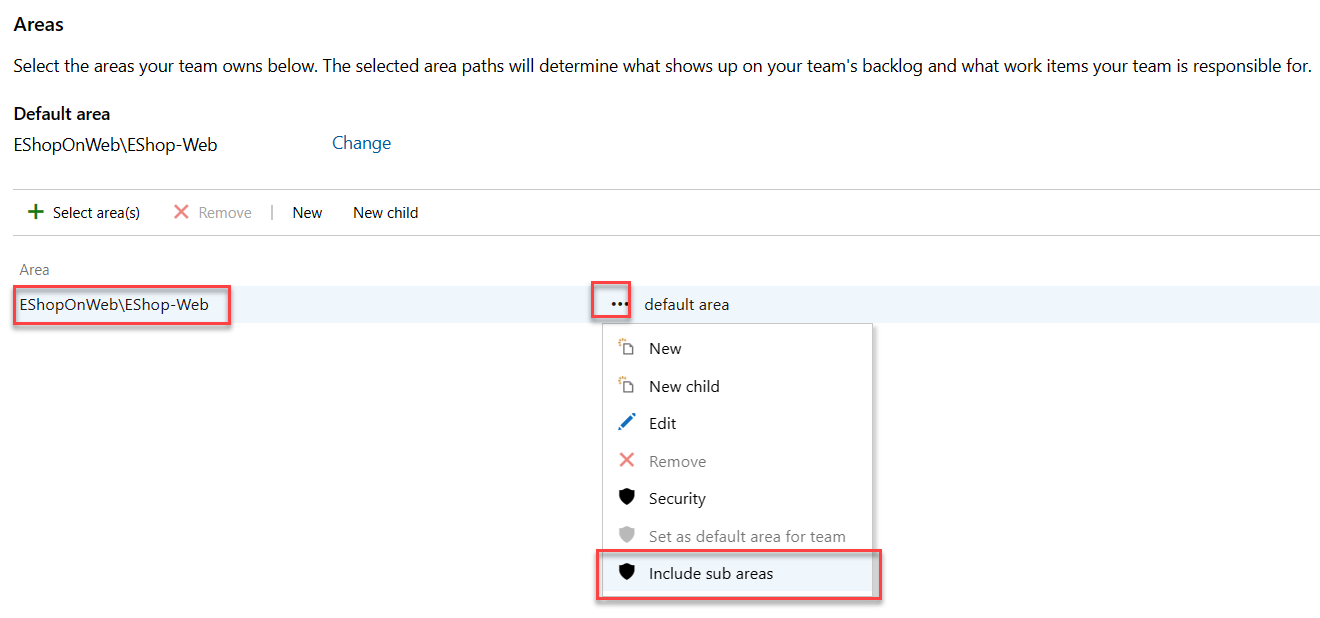 Areas
Select the areas your team owns below. The selected area paths will determine what shows up on your team's backlog and what work items your team is responsible for.
Default area
EShopOnWeb\EShop-Web Change
Select area(s) Remove | New New child
Area
EShopOnWeb\EShop-Web ••• default area
New
New child
Edit
Remove
Security
Set as default area for team
Include sub areas